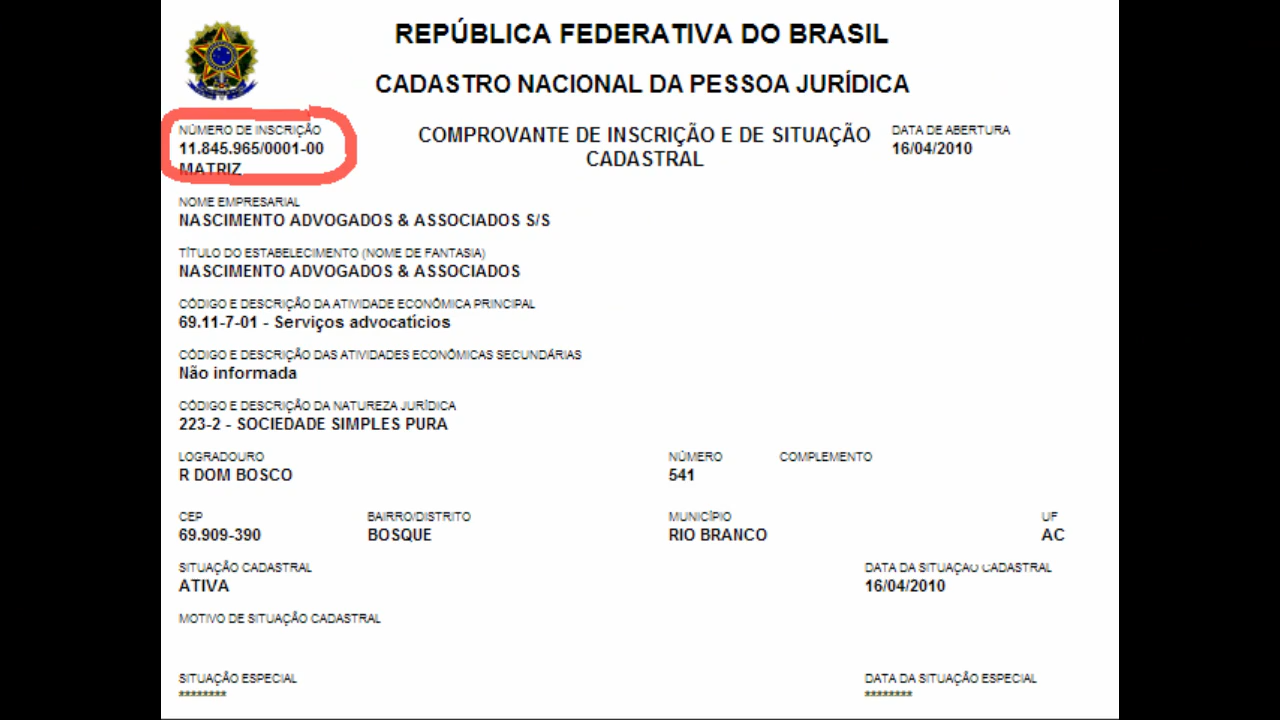 REPÚBLICA FEDERATIVA DO BRASIL
CADASTRO NACIONAL DA PESSOA JURÍDICA
NÚMERO DE INSCRIÇÃO
11.845.965/0001-00
MATRIZ
COMPROVANTE DE INSCRIÇÃO E DE SITUAÇÃO
CADASTRAL
DATA DE ABERTURA
16/04/2010
NOME EMPRESARIAL
NASCIMENTO ADVOGADOS & ASSOCIADOS S/S
TÍTULO DO ESTABELECIMENTO (NOME DE FANTASIA)
NASCIMENTO ADVOGADOS & ASSOCIADOS
CÓDIGO E DESCRIÇÃO DA ATIVIDADE ECONÔMICA PRINCIPAL
69.11-7-01 - Serviços advocatícios
CÓDIGO E DESCRIÇÃO DAS ATIVIDADES ECONÔMICAS SECUNDÁRIAS
Não informada
CÓDIGO E DESCRIÇÃO DA NATUREZA JURÍDICA
223-2 - SOCIEDADE SIMPLES PURA
LOGRADOURO
R DOM BOSCO
NÚMERO
541
COMPLEMENTO
CEP
69.909-390
BAIRRO/DISTRITO
BOSQUE
MUNICÍPIO
RIO BRANCO
UF
AC
SITUAÇÃO CADASTRAL
ATIVA
DATA DA SITUAÇÃO CADASTRAL
16/04/2010
MOTIVO DE SITUAÇÃO CADASTRAL
SITUAÇÃO ESPECIAL
********
DATA DA SITUAÇÃO ESPECIAL
********